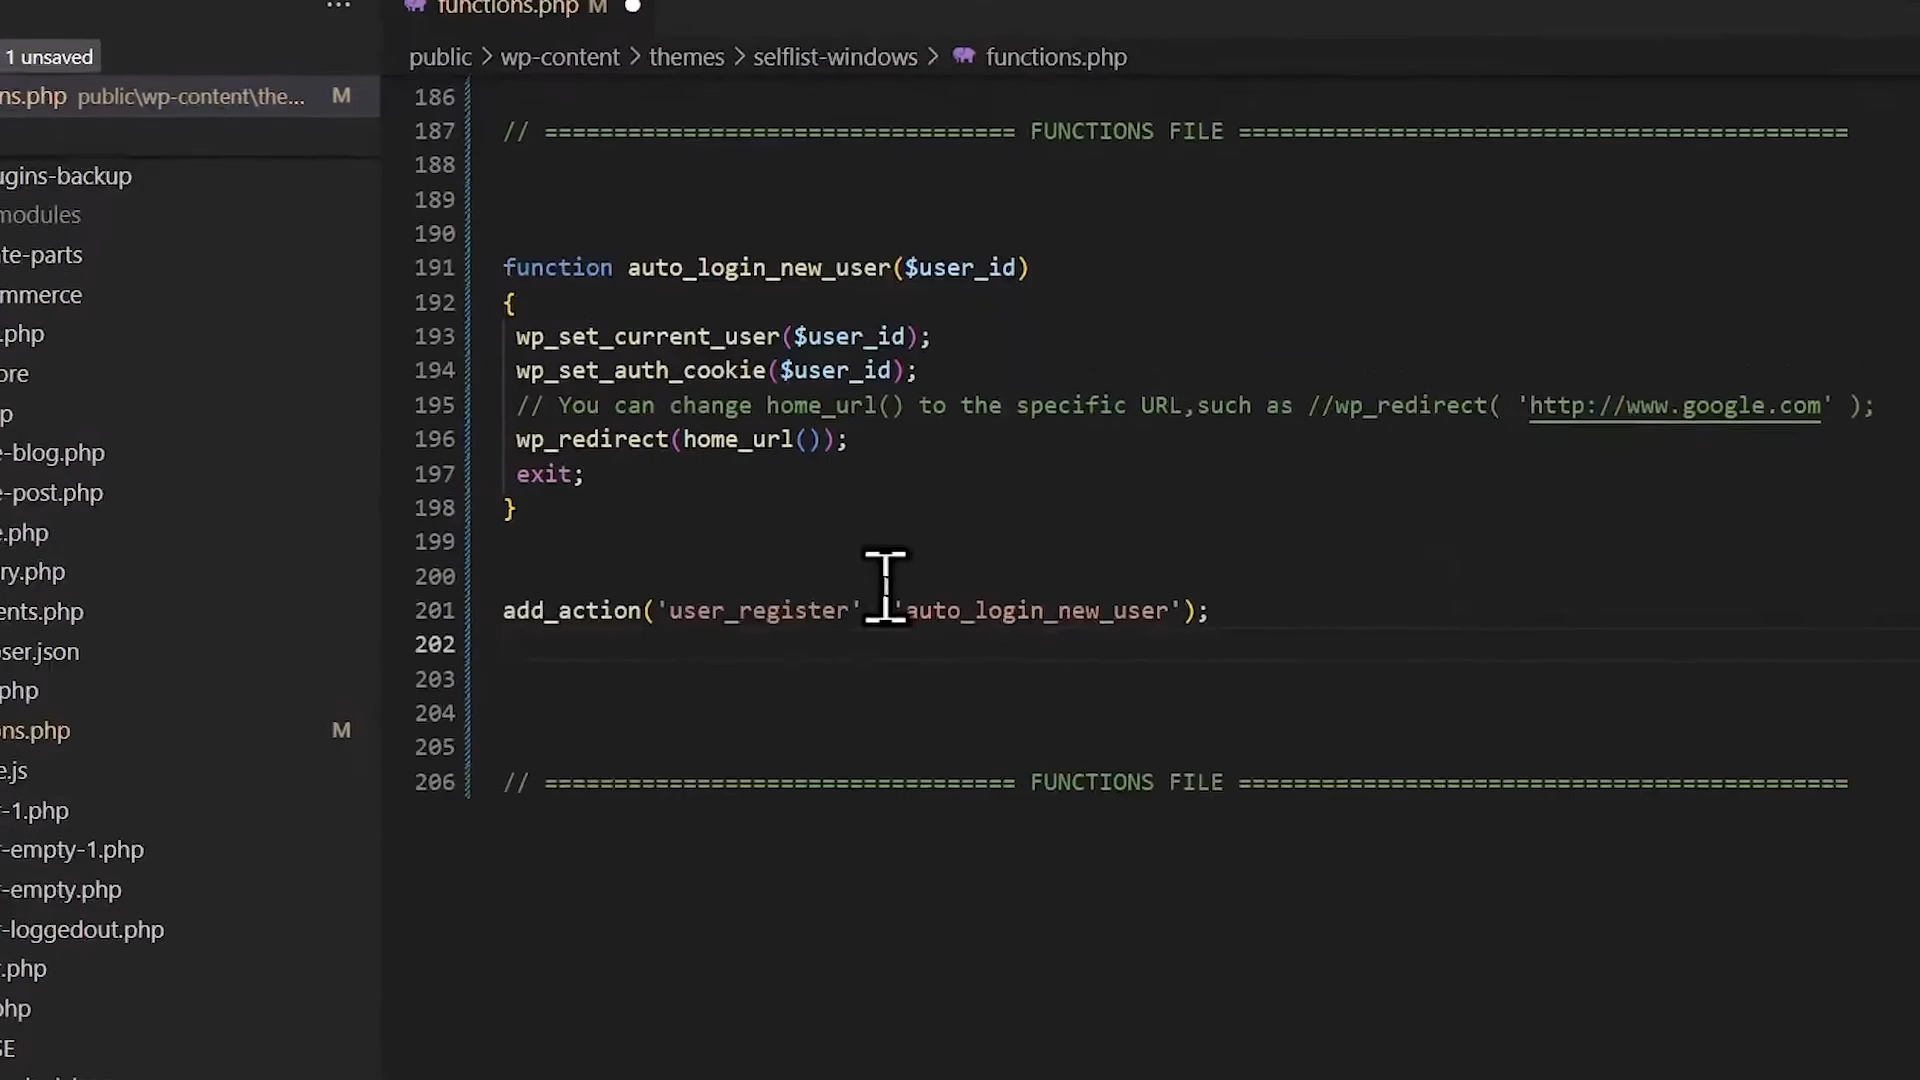 functions.php M
1 unsaved
public > wp-content > themes > selflist-windows > functions.php
ns.php public\wp-content\the... M
186
187 // ================================== FUNCTIONS FILE ============================================
ugins-backup
188
modules
189
190
te-parts
191 function auto_login_new_user($user_id)
mmerce
192 {
.php
193 wp_set_current_user($user_id);
ore
194 wp_set_auth_cookie($user_id);
p
195 // You can change home_url() to the specific URL,such as //wp_redirect( 'http://www.google.com' );
196 wp_redirect(home_url());
e-blog.php
197 exit;
e-post.php
198 }
e.php
199
ry.php
200
ents.php
201 add_action('user_register' 'auto_login_new_user');
ser.json
202
203
php
204
ns.php M
205
e.js
206 // ================================== FUNCTIONS FILE ============================================
r-1.php
r-empty-1.php
r-empty.php
r-loggedout.php
r.php
php
SE